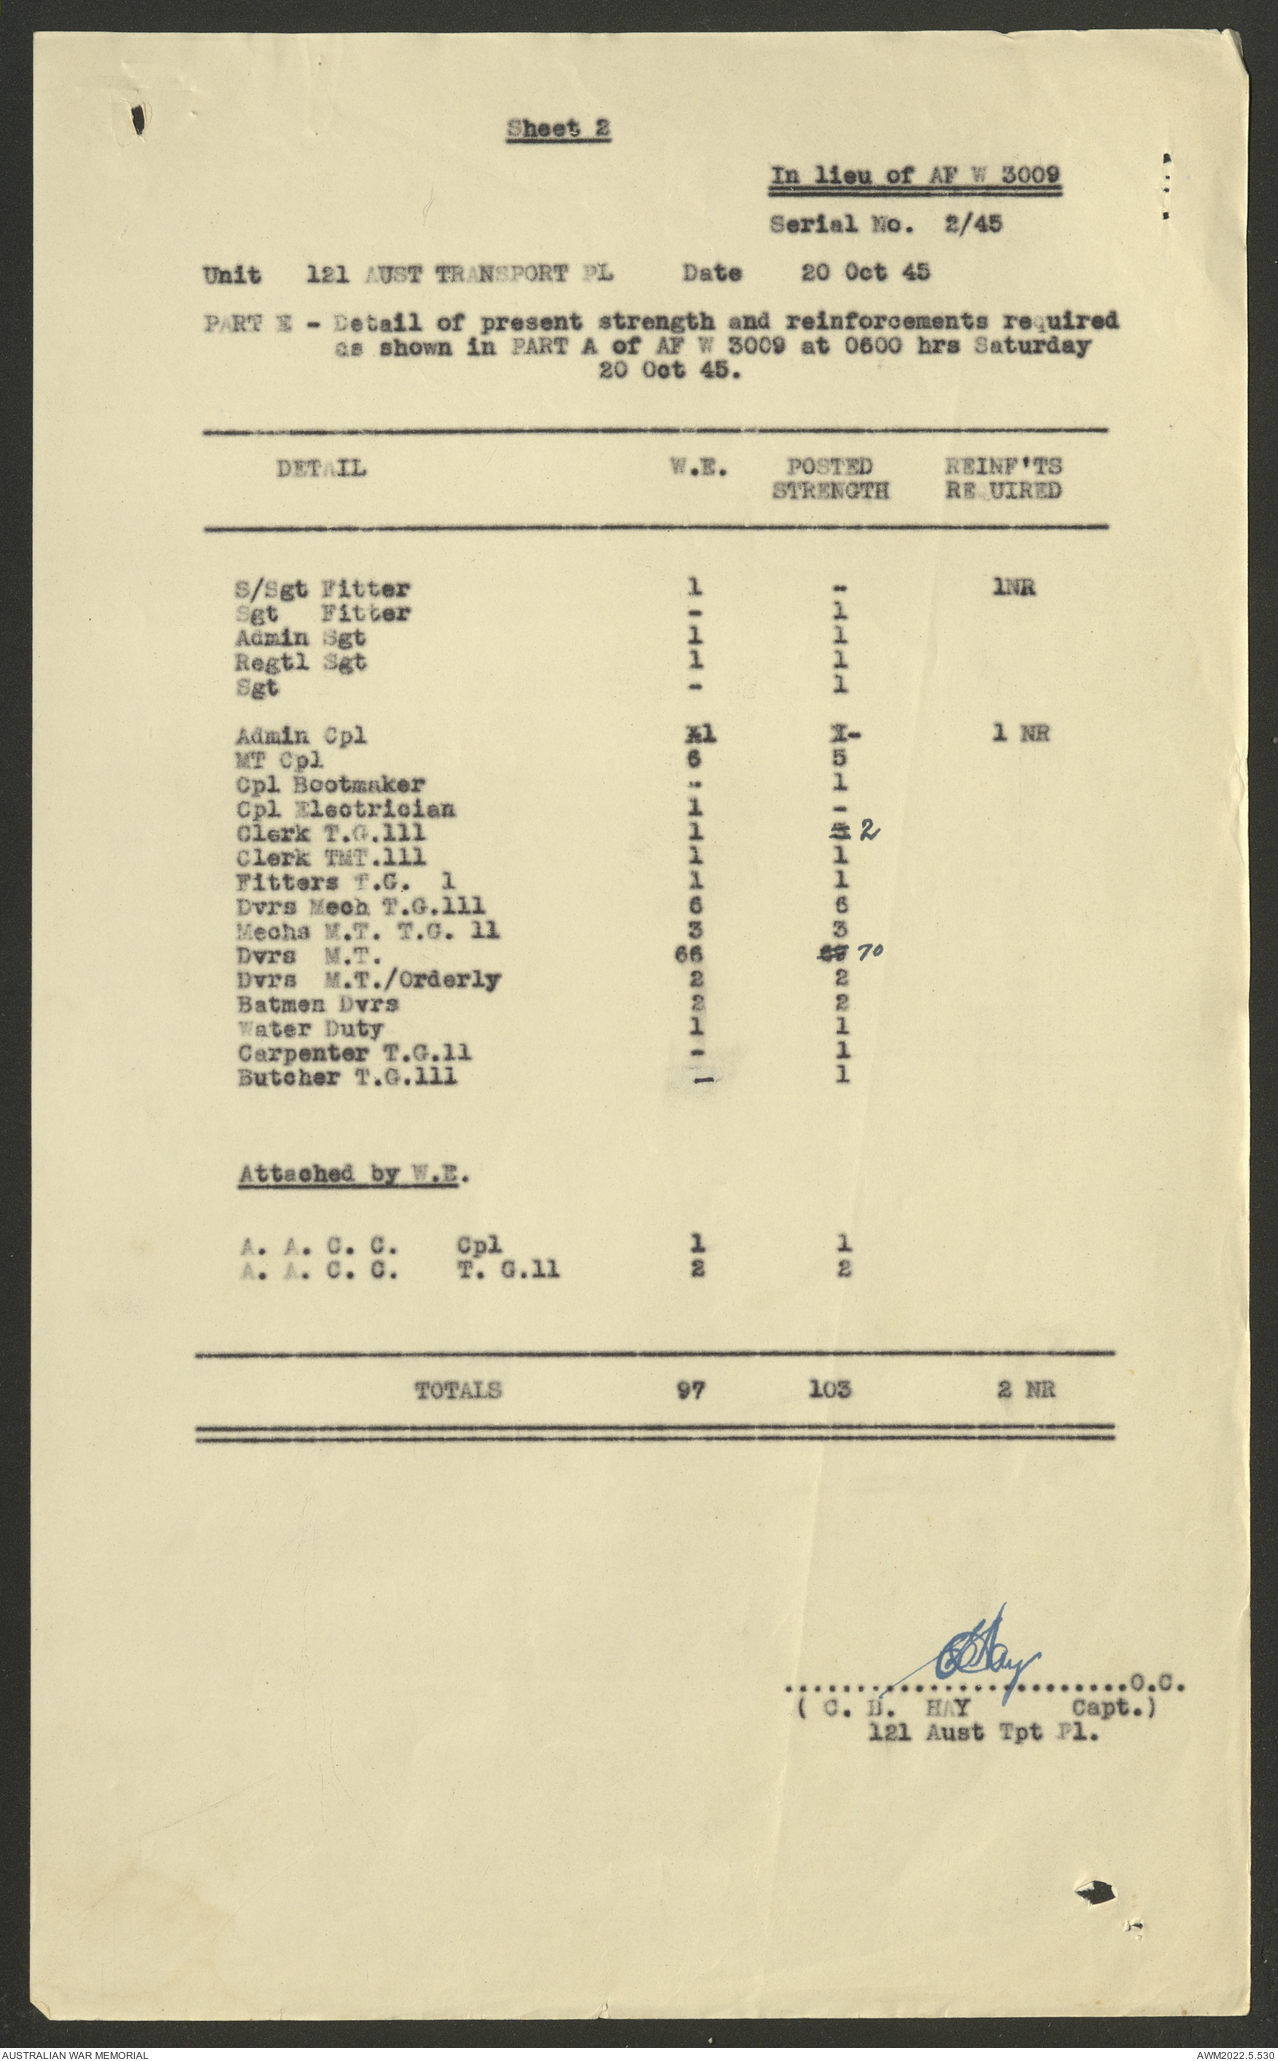 Sheet 2
In lieu of AF W 3009
Serial No. 2/45
Unit 121 AUST TRANSPORT PL Date 20 Oct 45
PART E - Detail of present strength and reinforcements required
as shown in PART A of AF W 3009 at 0600 hrs Saturday
20 Oct 45.
DETAIL W.E. POSTED REINF'TS
STRENGTH REQUIRED
S/Sgt Fitter 1 - 1NR
Sgt Fitter - 1
Admin Sgt 1 1
Regtl Sgt 1 1
Sgt - 1
Admin Cpl 1 - 1 NR
MT Cpl 6 5
Cpl Bootmaker - 1
Cpl Electrician 1 -
Clerk T.G.111 1 2
Clerk TMT.111 1 1
Fitters T.G. 1 1 1
Dvrs Mech T.G.111 6 6
Mechs M.T. T.G. 11 3 3
Dvrs M.T. 66 70
Dvrs M.T./Orderly 2 2
Batmen Dvrs 2 2
Water Duty 1 1
Carpenter T.G.11 - 1
Butcher T.G.111 - 1
Attached by W.E.
A. A. C. C. Cpl 1 1
A. A. C. C. T. G.11 2 2
TOTALS 97 103 2 NR
........................O.C.
( C. D. HAY Capt.)
121 Aust Tpt Pl.
AUSTRALIAN WAR MEMORIAL AWM2022.5.530